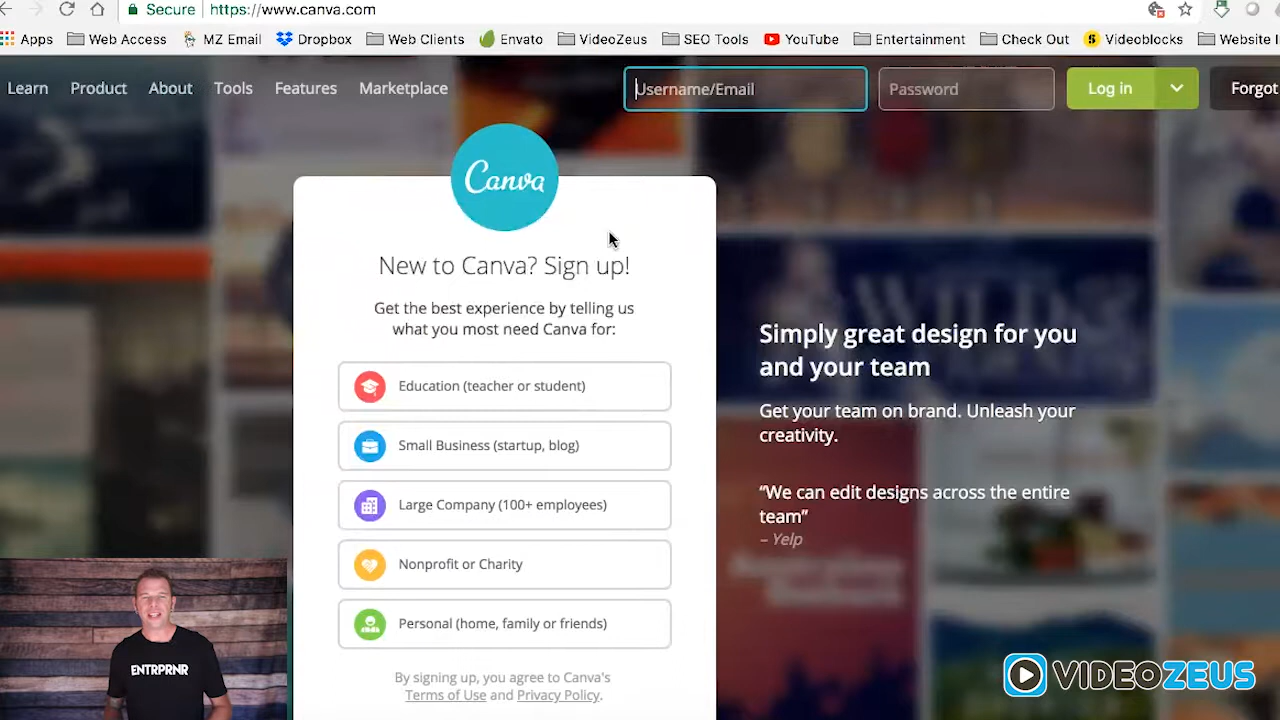 Secure https://www.canva.com
Apps Web Access MZ Email Dropbox Web Clients Envato VideoZeus SEO Tools YouTube Entertainment Check Out Videoblocks Website I
Learn Product About Tools Features Marketplace Username/Email Password Log in Forgot
Canva
New to Canva? Sign up!
Get the best experience by telling us
what you most need Canva for:
Education (teacher or student)
Small Business (startup, blog)
Large Company (100+ employees)
Nonprofit or Charity
Personal (home, family or friends)
By signing up, you agree to Canva's
Terms of Use and Privacy Policy.
Simply great design for you
and your team
Get your team on brand. Unleash your
creativity.
“We can edit designs across the entire
team”
– Yelp
ENTRPRNR
VIDEOZEUS